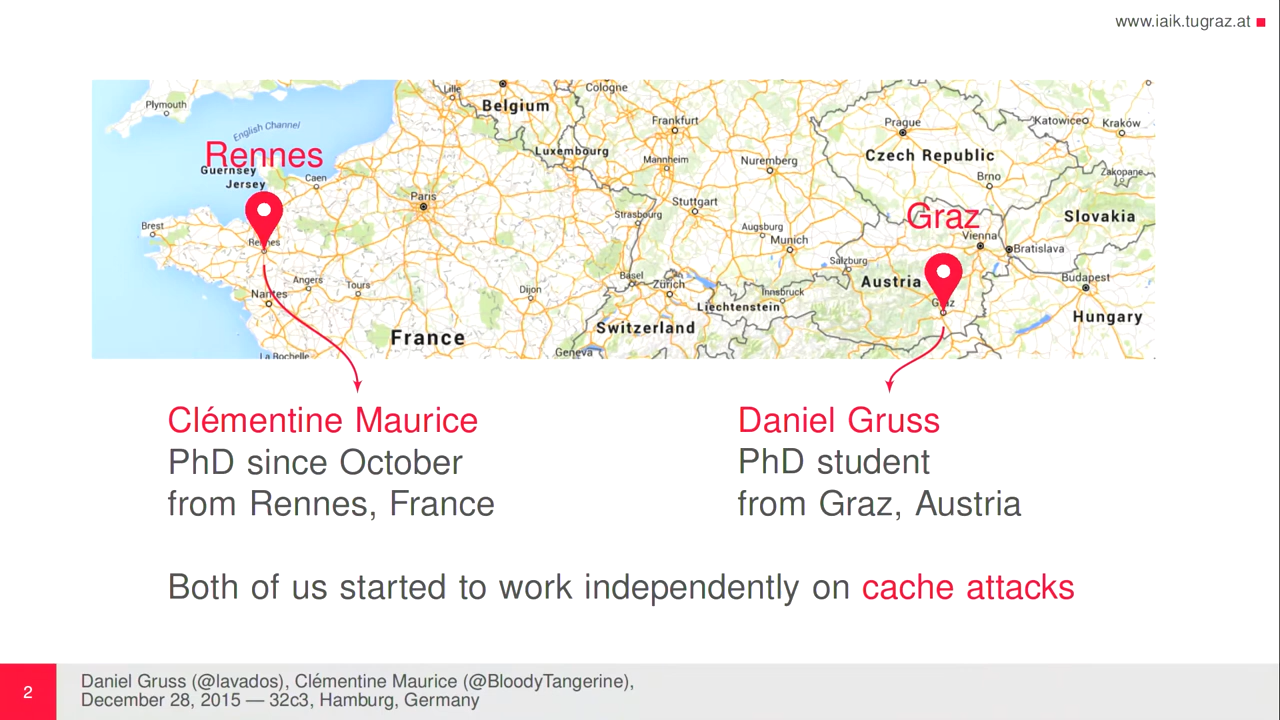 www.iaik.tugraz.at
Plymouth
English Channel
Rennes
Guernsey
Jersey
Caen
Brest
Rennes
Nantes
Angers
Tours
La Rochelle
Paris
Lille
Belgium
Cologne
Luxembourg
Frankfurt
Mannheim
Nuremberg
Strasbourg
Stuttgart
Augsburg
Munich
Dijon
Basel
Zürich
Liechtenstein
Innsbruck
Switzerland
Geneva
France
Prague
Czech Republic
Brno
Katowice
Kraków
Zakopane
Graz
Vienna
Slovakia
Bratislava
Salzburg
Austria
Graz
Budapest
Hungary
Clémentine Maurice
PhD since October
from Rennes, France
Daniel Gruss
PhD student
from Graz, Austria
Both of us started to work independently on cache attacks
2
Daniel Gruss (@lavados), Clémentine Maurice (@BloodyTangerine),
December 28, 2015 — 32c3, Hamburg, Germany